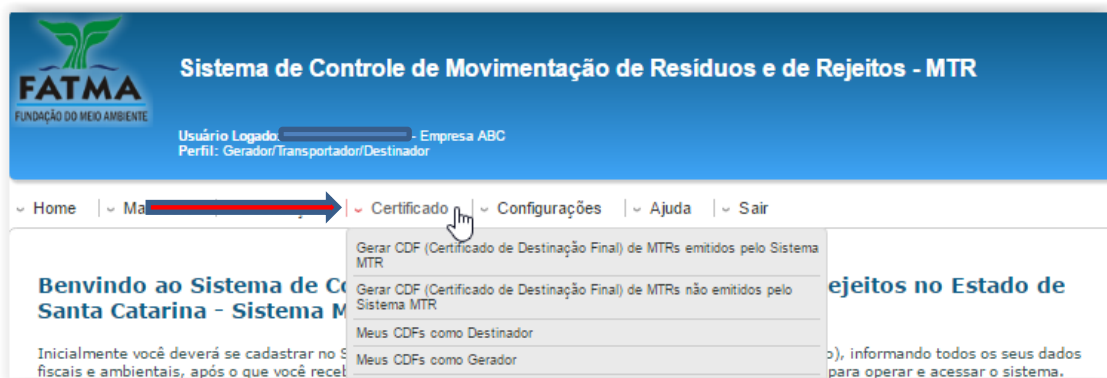 FATMA
FUNDAÇÃO DO MEIO AMBIENTE
Sistema de Controle de Movimentação de Resíduos e de Rejeitos - MTR
Usuário Logado: - Empresa ABC
Perfil: Gerador/Transportador/Destinador
Home Certificado Configurações Ajuda Sair
Gerar CDF (Certificado de Destinação Final) de MTRs emitidos pelo Sistema
MTR
Gerar CDF (Certificado de Destinação Final) de MTRs não emitidos pelo
Sistema MTR
Meus CDFs como Destinador
Meus CDFs como Gerador
Benvindo ao Sistema de ejeitos no Estado de
Santa Catarina - Sistema
Inicialmente você deverá se cadastrar no informando todos os seus dados
fiscais e ambientais, após o que você para operar e acessar o sistema.